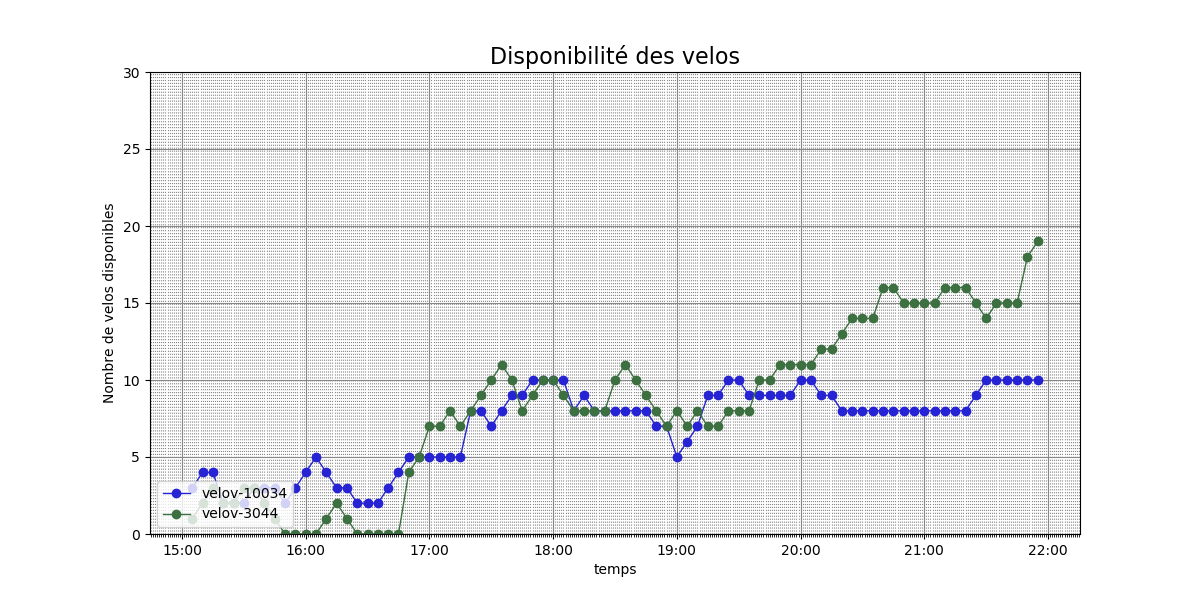 Disponibilité des velos
Nombre de velos disponibles
30
25
20
15
10
5
0
velov-10034
velov-3044
15:00 16:00 17:00 18:00 19:00 20:00 21:00 22:00
temps